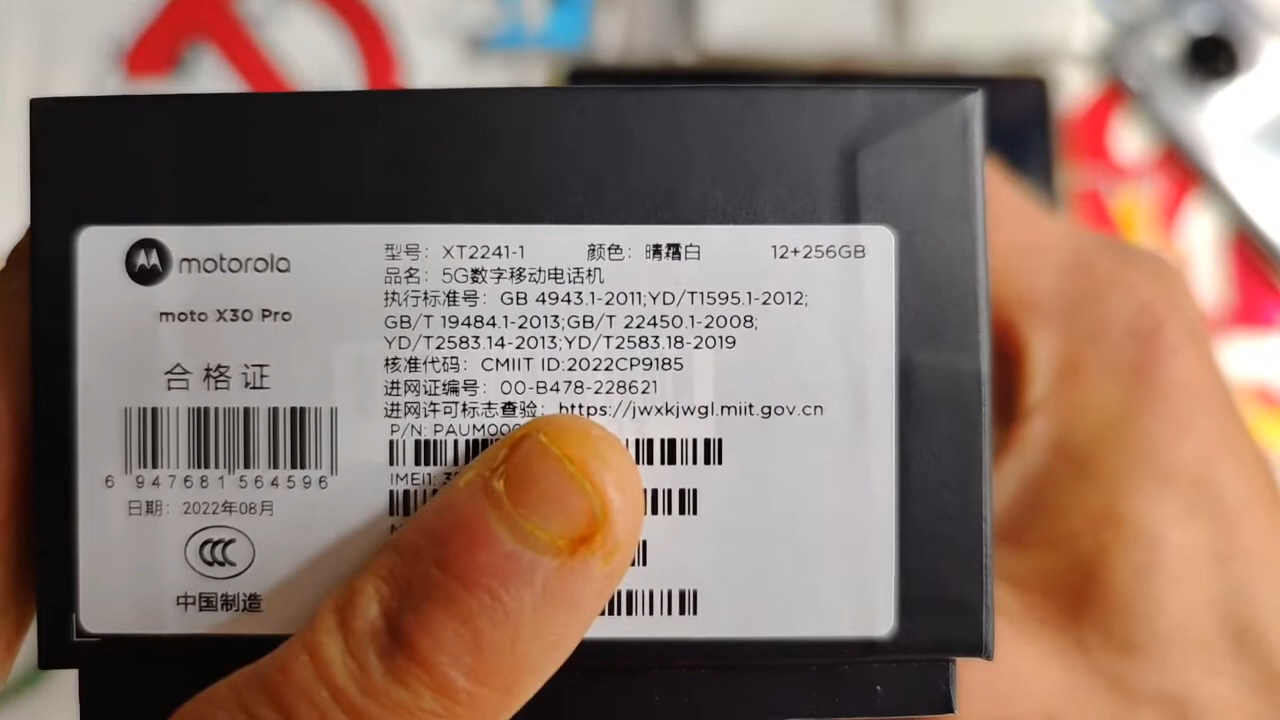 motorola
moto X30 Pro
合格证
6 947681 564596
日期：2022年08月
CCC
中国制造
型号：XT2241-1 颜色：晴霜白 12+256GB
品名：5G数字移动电话机
执行标准号：GB 4943.1-2011;YD/T1595.1-2012;
GB/T 19484.1-2013;GB/T 22450.1-2008;
YD/T2583.14-2013;YD/T2583.18-2019
核准代码：CMIIT ID:2022CP9185
进网证编号：00-B478-228621
进网许可标志查验：https://jwxkjwgl.miit.gov.cn
P/N: PAUM000
IMEI1: